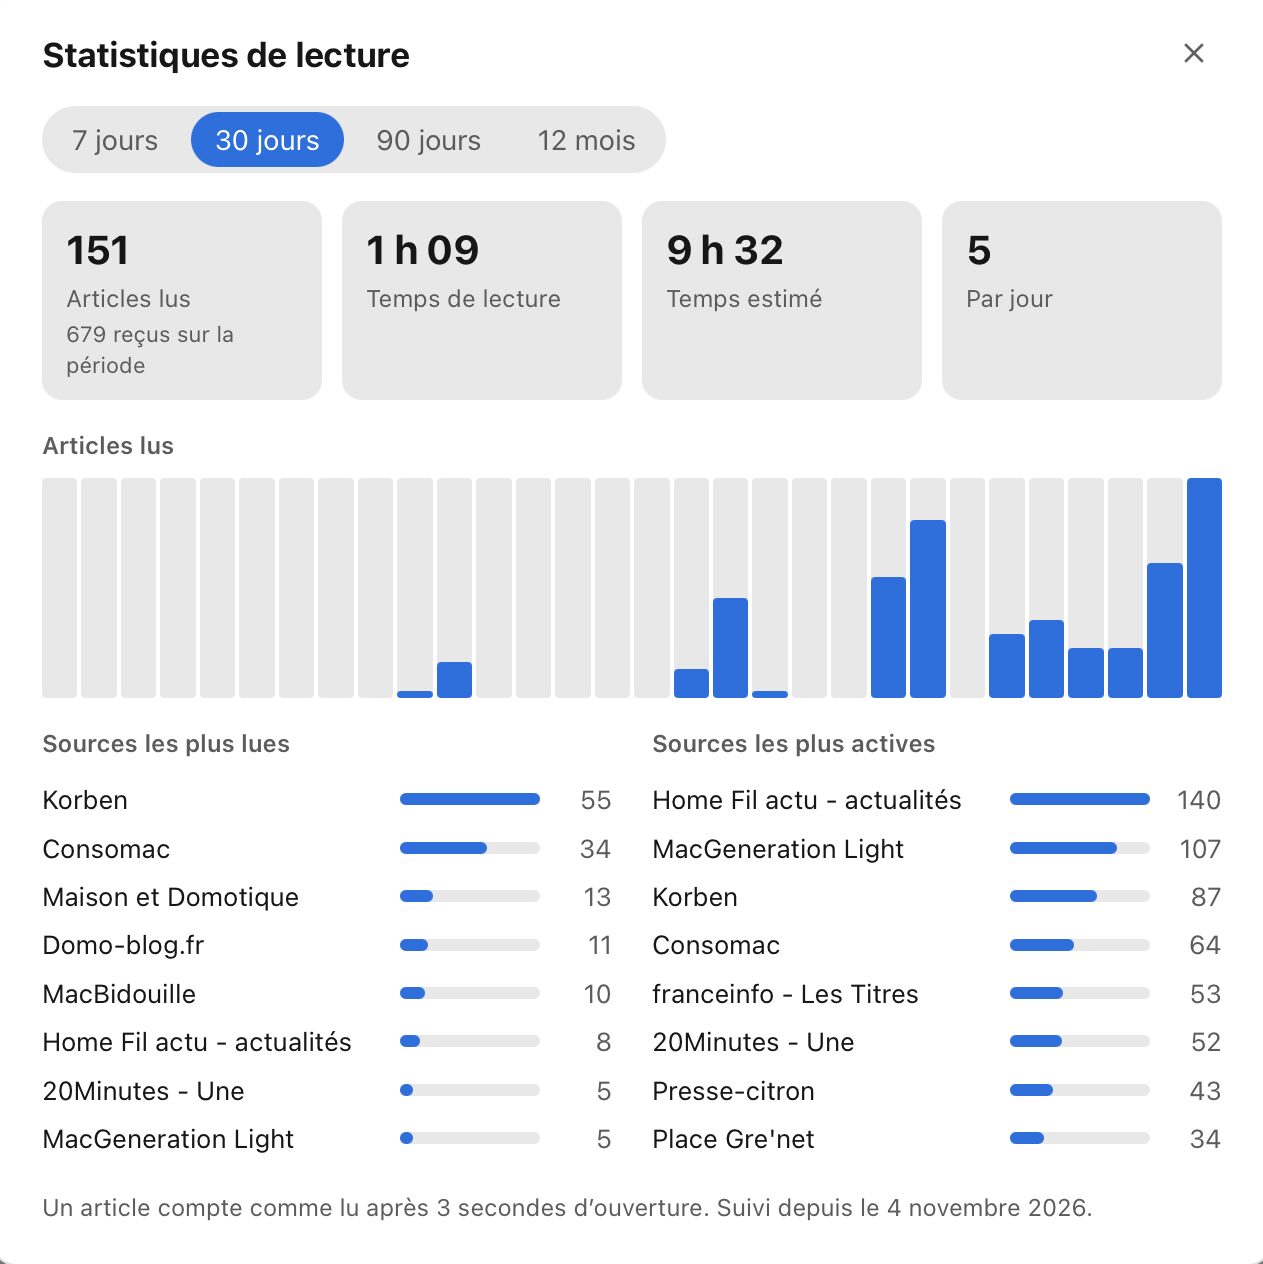 Statistiques de lecture
7 jours 30 jours 90 jours 12 mois
151
Articles lus
679 reçus sur la
période
1 h 09
Temps de lecture
9 h 32
Temps estimé
5
Par jour
Articles lus
Sources les plus lues
Korben 55
Consomac 34
Maison et Domotique 13
Domo-blog.fr 11
MacBidouille 10
Home Fil actu - actualités 8
20Minutes - Une 5
MacGeneration Light 5
Sources les plus actives
Home Fil actu - actualités 140
MacGeneration Light 107
Korben 87
Consomac 64
franceinfo - Les Titres 53
20Minutes - Une 52
Presse-citron 43
Place Gre'net 34
Un article compte comme lu après 3 secondes d’ouverture. Suivi depuis le 4 novembre 2026.